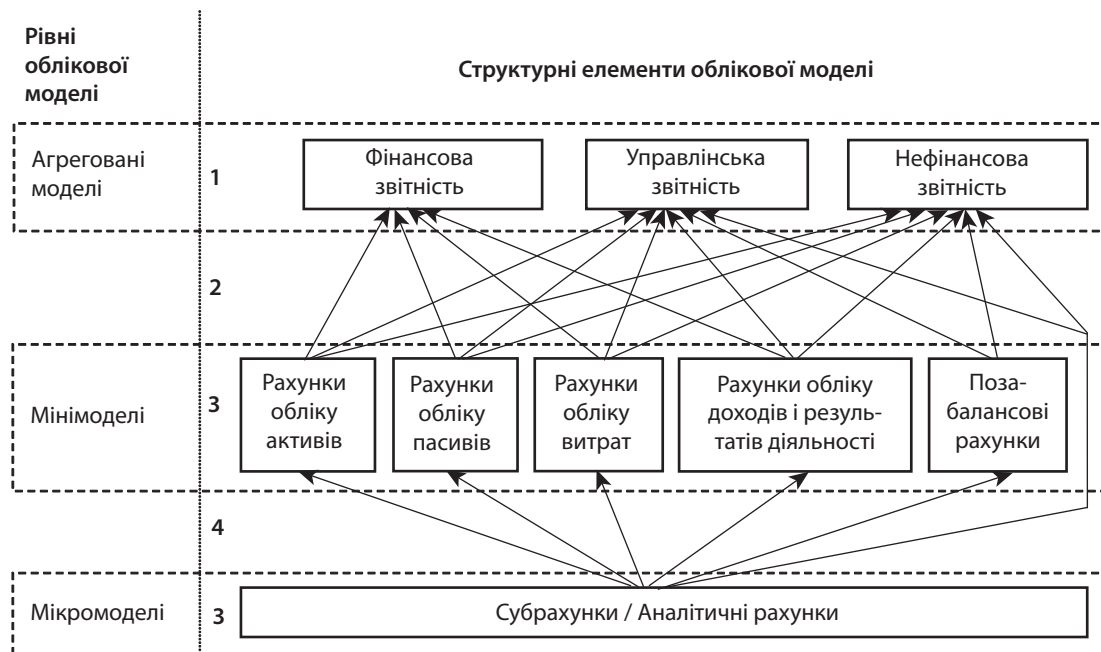 Рівні
облікової
моделі
Структурні елементи облікової моделі
Агреговані
моделі
1
Фінансова
звітність
Управлінська
звітність
Нефінансова
звітність
2
Мінімоделі
3
Рахунки
обліку
активів
Рахунки
обліку
пасивів
Рахунки
обліку
витрат
Рахунки обліку
доходів і резуль-
татів діяльності
Поза-
балансові
рахунки
4
Мікромоделі
3
Субрахунки / Аналітичні рахунки